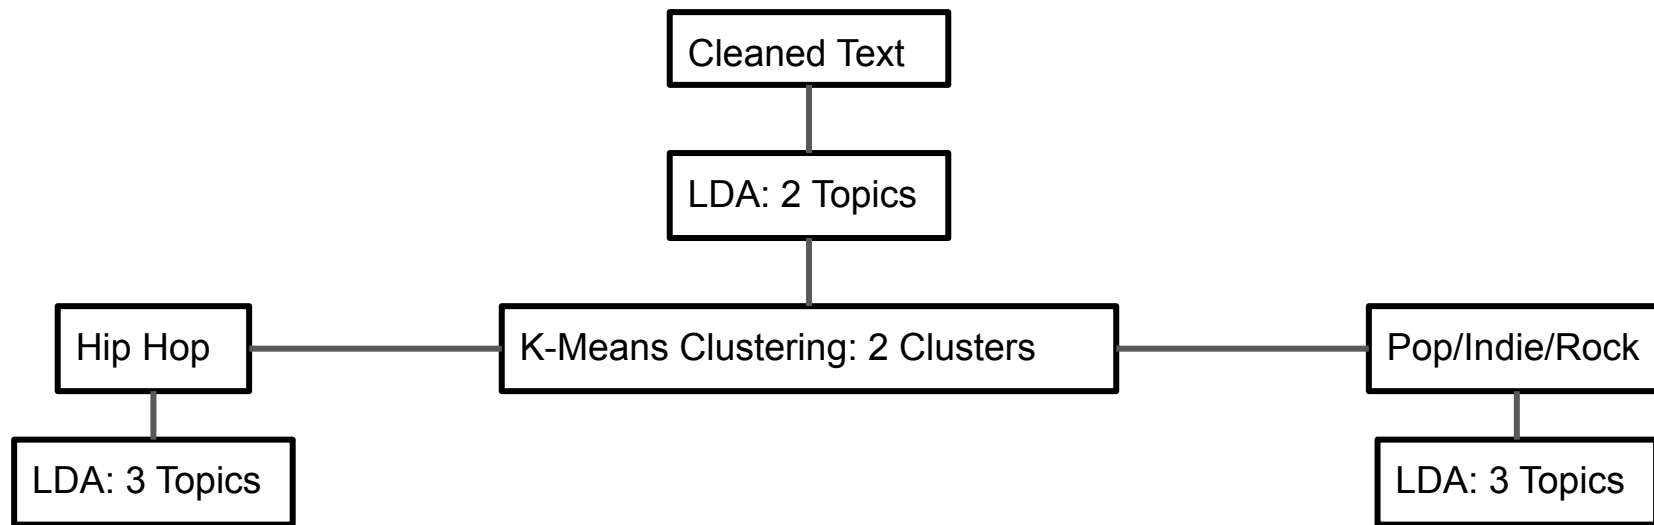 Cleaned Text
LDA: 2 Topics
Hip Hop
K-Means Clustering: 2 Clusters
Pop/Indie/Rock
LDA: 3 Topics
LDA: 3 Topics